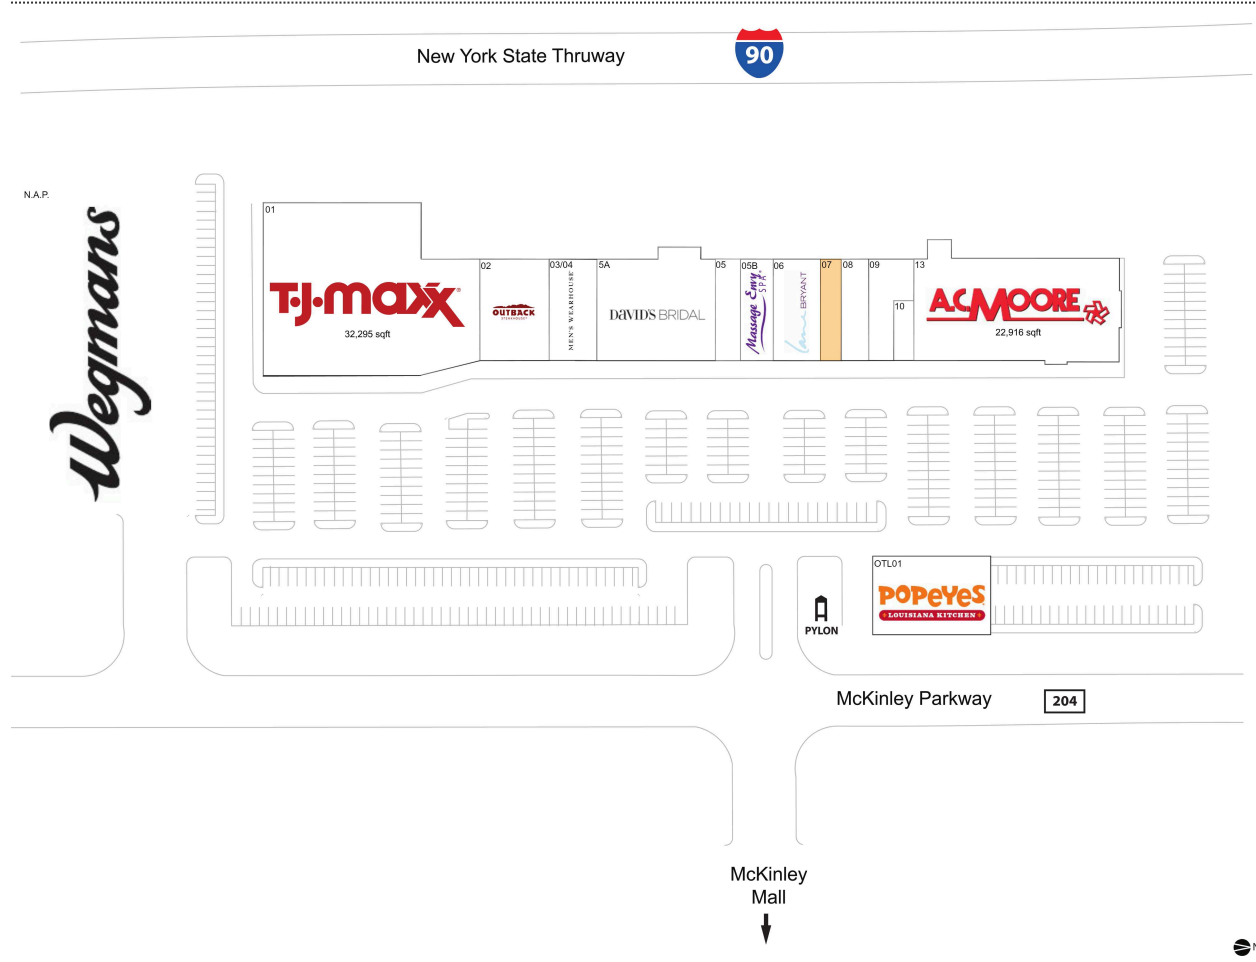 New York State Thruway
90
N.A.P.
Wegmans
01
T·J·maxx®
32,295 sqft
02
OUTBACK
STEAKHOUSE®
03/04
MEN'S WEARHOUSE®
5A
DAVID'S BRIDAL
05
05B
Massage Envy®
SPA
06
Lane BRYANT
07
08
09
10
13
A.C.MOORE
22,916 sqft
OTL01
POPEYES
LOUISIANA KITCHEN
PYLON
McKinley Parkway
204
McKinley
Mall
N